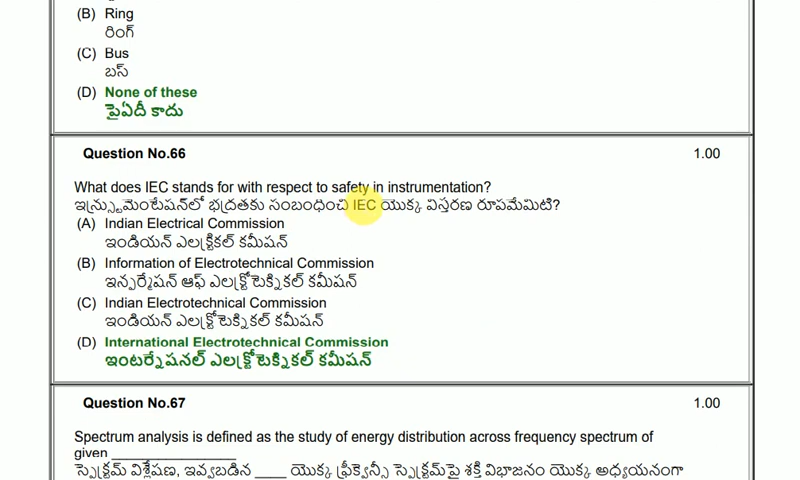 (B) Ring
రింగ్
(C) Bus
బస్
(D) None of these
పైఏదీ కాదు
Question No.66 1.00
What does IEC stands for with respect to safety in instrumentation?
ఇన్స్ట్రుమెంటేషన్‌లో భద్రతకు సంబంధించి IEC యొక్క విస్తరణ రూపమేమిటి?
(A) Indian Electrical Commission
ఇండియన్ ఎలక్ట్రికల్ కమీషన్
(B) Information of Electrotechnical Commission
ఇన్ఫర్మేషన్ ఆఫ్ ఎలక్ట్రోటెక్నికల్ కమీషన్
(C) Indian Electrotechnical Commission
ఇండియన్ ఎలక్ట్రోటెక్నికల్ కమీషన్
(D) International Electrotechnical Commission
ఇంటర్నేషనల్ ఎలక్ట్రోటెక్నికల్ కమీషన్
Question No.67 1.00
Spectrum analysis is defined as the study of energy distribution across frequency spectrum of
given ________________
స్పెక్ట్రమ్ విశ్లేషణ, ఇవ్వబడిన ____ యొక్క ఫ్రీక్వెన్సీ స్పెక్ట్రమ్‌పై శక్తి విభాజనం యొక్క అధ్యయనంగా